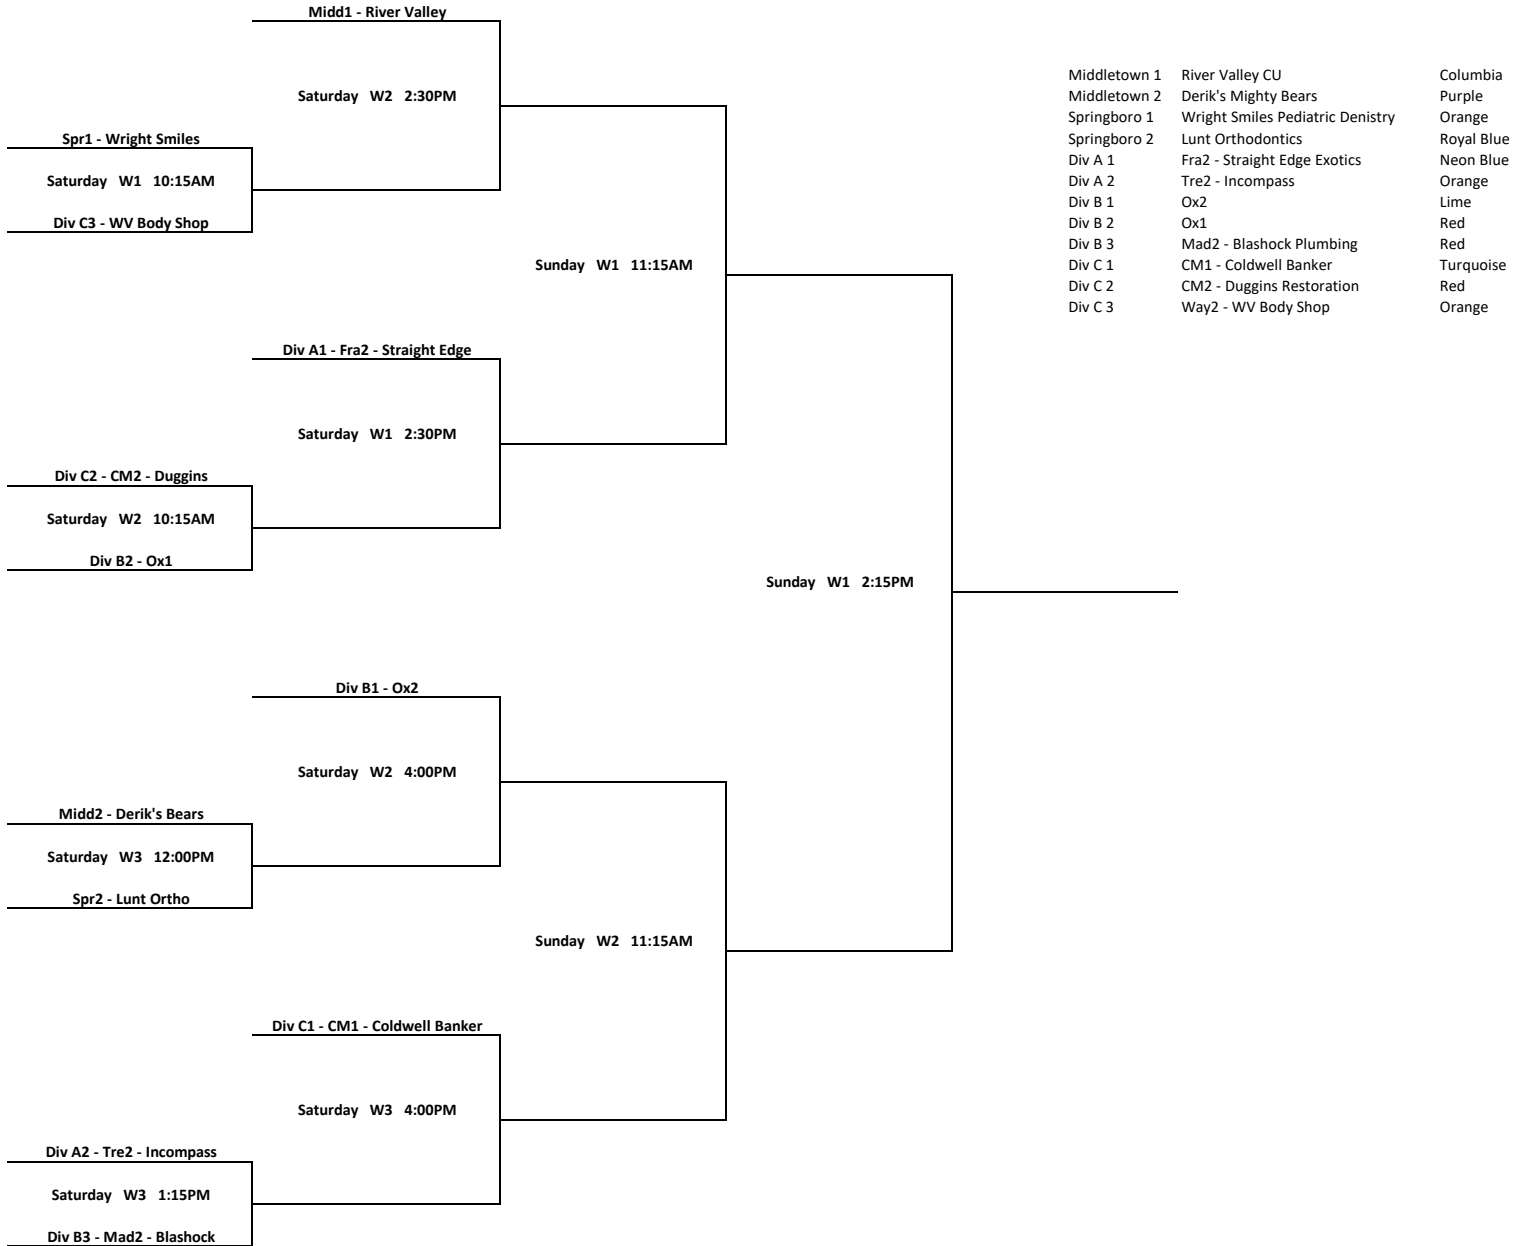 Midd1 - River Valley
Saturday W2 2:30PM
Spr1 - Wright Smiles
Saturday W1 10:15AM
Div C3 - WV Body Shop
Sunday W1 11:15AM
Div A1 - Fra2 - Straight Edge
Saturday W1 2:30PM
Div C2 - CM2 - Duggins
Saturday W2 10:15AM
Div B2 - Ox1
Sunday W1 2:15PM
Div B1 - Ox2
Saturday W2 4:00PM
Midd2 - Derik's Bears
Saturday W3 12:00PM
Spr2 - Lunt Ortho
Sunday W2 11:15AM
Div C1 - CM1 - Coldwell Banker
Saturday W3 4:00PM
Div A2 - Tre2 - Incompass
Saturday W3 1:15PM
Div B3 - Mad2 - Blashock
Middletown 1 River Valley CU Columbia
Middletown 2 Derik's Mighty Bears Purple
Springboro 1 Wright Smiles Pediatric Denistry Orange
Springboro 2 Lunt Orthodontics Royal Blue
Div A 1 Fra2 - Straight Edge Exotics Neon Blue
Div A 2 Tre2 - Incompass Orange
Div B 1 Ox2 Lime
Div B 2 Ox1 Red
Div B 3 Mad2 - Blashock Plumbing Red
Div C 1 CM1 - Coldwell Banker Turquoise
Div C 2 CM2 - Duggins Restoration Red
Div C 3 Way2 - WV Body Shop Orange